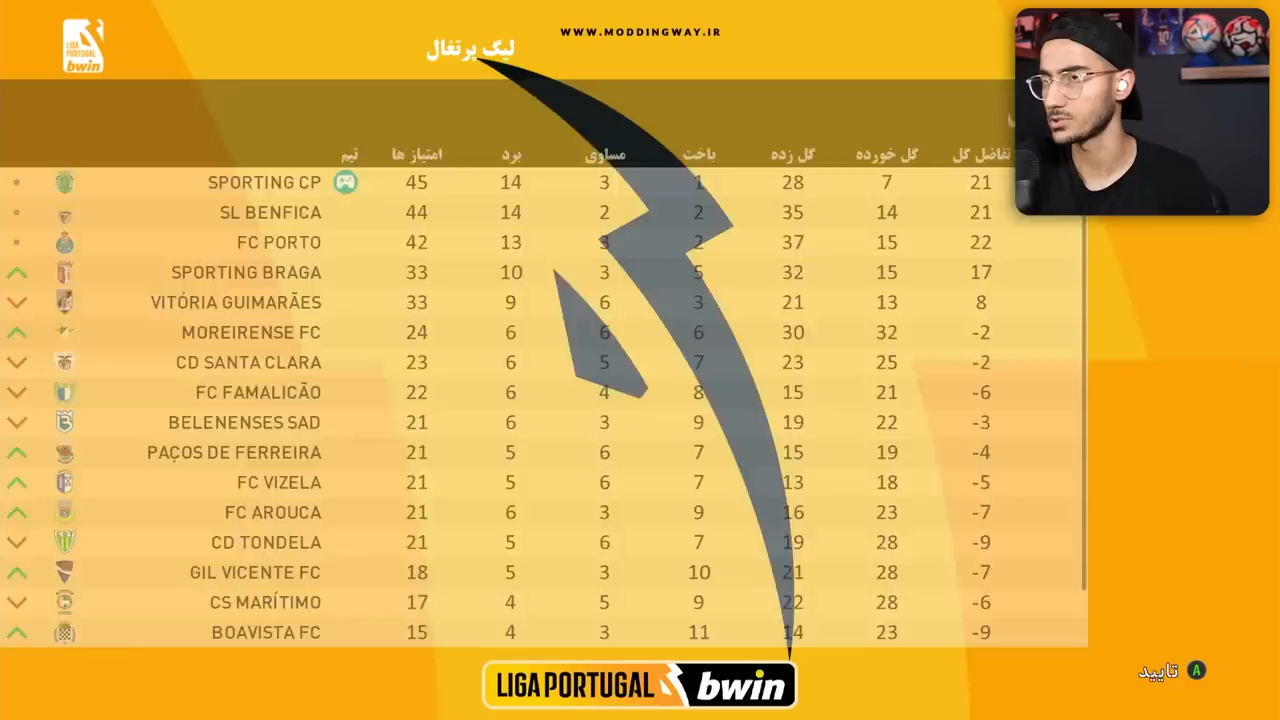 WWW.MODDINGWAY.IR
LIGA
PORTUGAL
bwin
لیگ پرتغال
تیم امتیاز ها برد مساوی باخت گل زده گل خورده تفاضل گل
SPORTING CP 45 14 3 1 28 7 21
SL BENFICA 44 14 2 2 35 14 21
FC PORTO 42 13 3 2 37 15 22
SPORTING BRAGA 33 10 3 5 32 15 17
VITÓRIA GUIMARÃES 33 9 6 3 21 13 8
MOREIRENSE FC 24 6 6 6 30 32 -2
CD SANTA CLARA 23 6 5 7 23 25 -2
FC FAMALICÃO 22 6 4 8 15 21 -6
BELENENSES SAD 21 6 3 9 19 22 -3
PAÇOS DE FERREIRA 21 5 6 7 15 19 -4
FC VIZELA 21 5 6 7 13 18 -5
FC AROUCA 21 6 3 9 16 23 -7
CD TONDELA 21 5 6 7 19 28 -9
GIL VICENTE FC 18 5 3 10 21 28 -7
CS MARÍTIMO 17 4 5 9 22 28 -6
BOAVISTA FC 15 4 3 11 14 23 -9
LIGA PORTUGAL bwin
تایید A